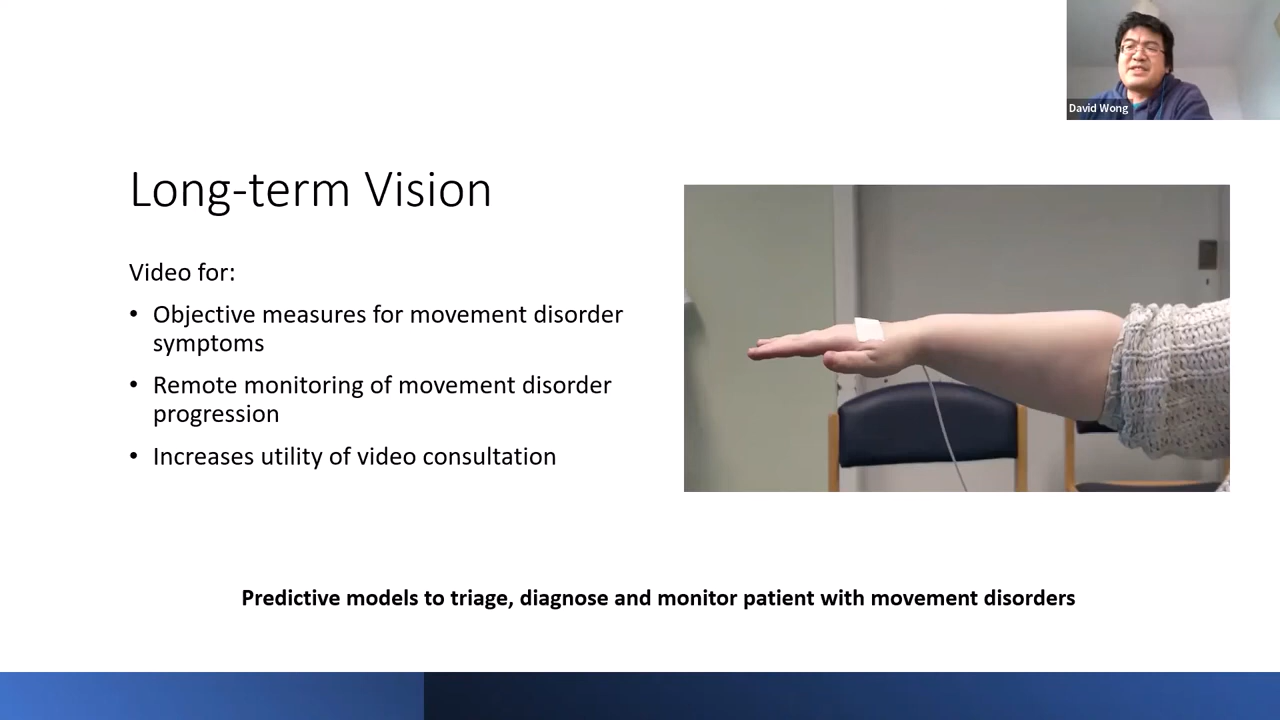 David Wong
Long-term Vision
Video for:
• Objective measures for movement disorder
symptoms
• Remote monitoring of movement disorder
progression
• Increases utility of video consultation
Predictive models to triage, diagnose and monitor patient with movement disorders